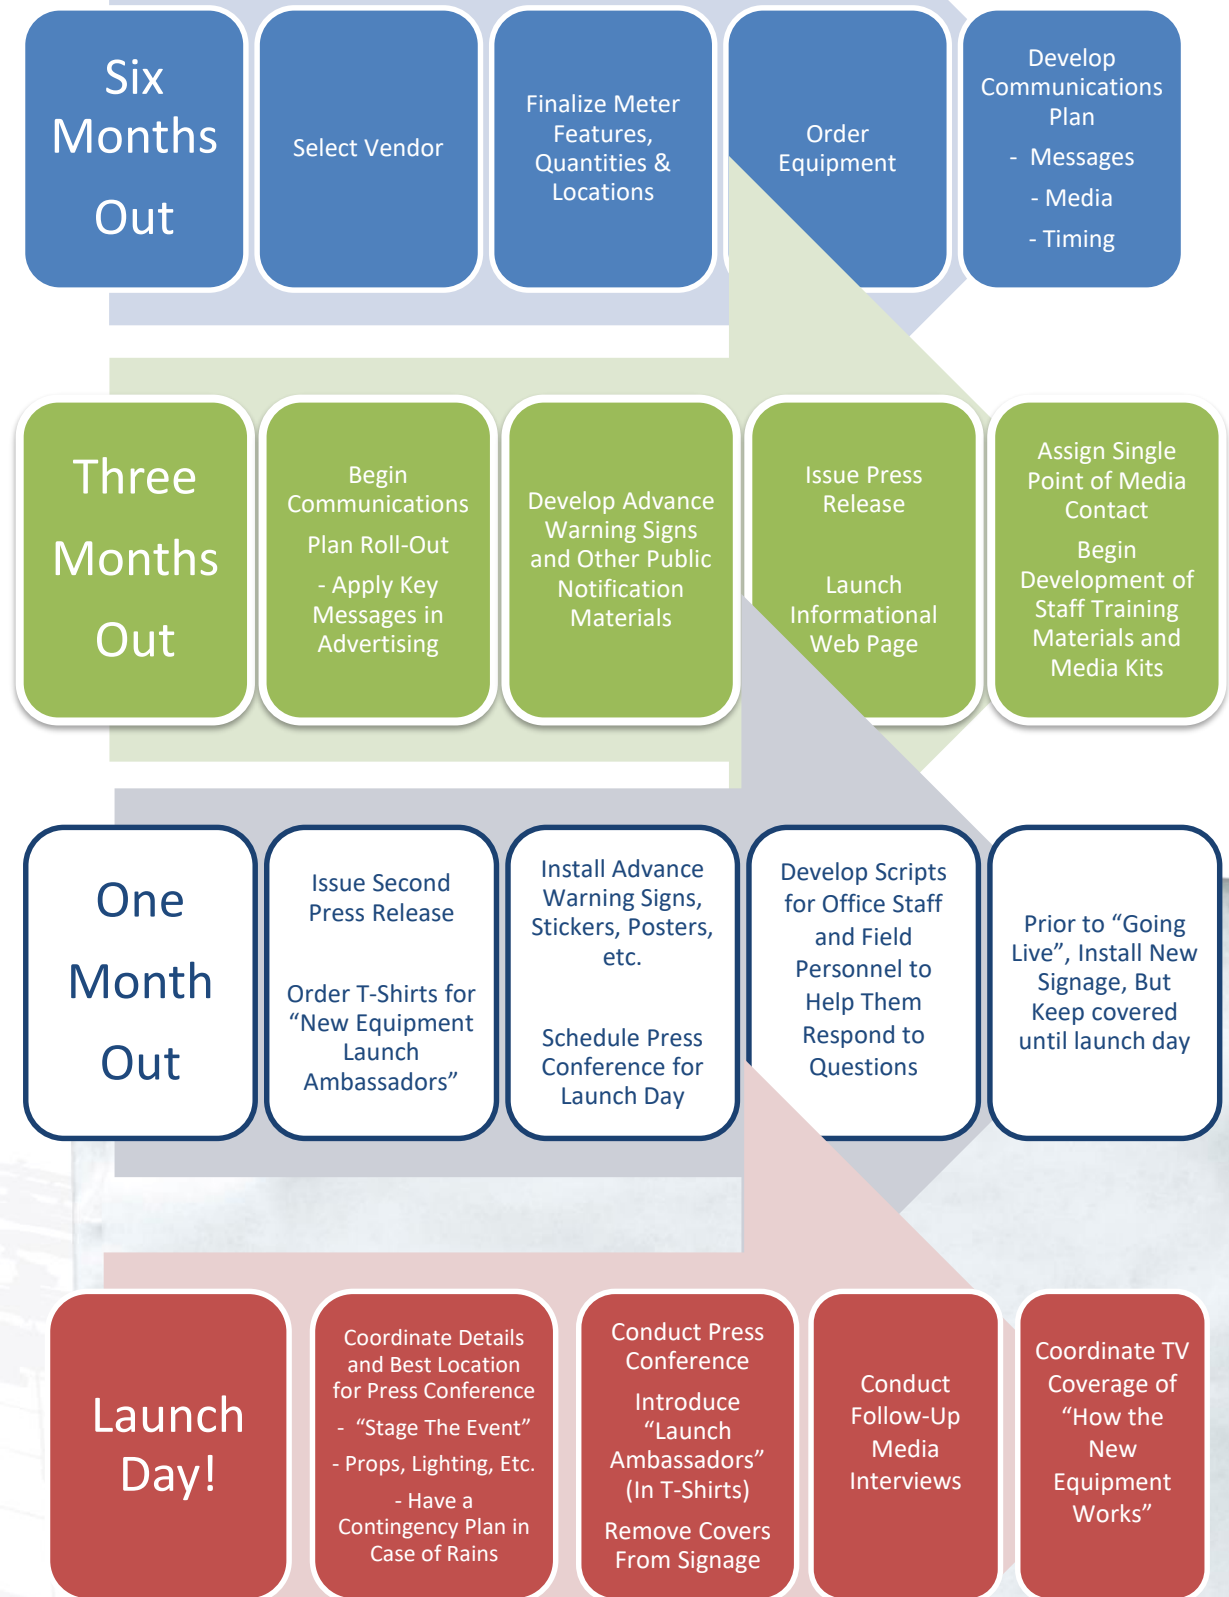 Six
Months
Out
Select Vendor
Finalize Meter
Features,
Quantities &
Locations
Order
Equipment
Develop
Communications
Plan
- Messages
- Media
- Timing
Three
Months
Out
Begin
Communications
Plan Roll-Out
- Apply Key
Messages in
Advertising
Develop Advance
Warning Signs
and Other Public
Notification
Materials
Issue Press
Release
Launch
Informational
Web Page
Assign Single
Point of Media
Contact
Begin
Development of
Staff Training
Materials and
Media Kits
One
Month
Out
Issue Second
Press Release
Order T-Shirts for
“New Equipment
Launch
Ambassadors”
Install Advance
Warning Signs,
Stickers, Posters,
etc.
Schedule Press
Conference for
Launch Day
Develop Scripts
for Office Staff
and Field
Personnel to
Help Them
Respond to
Questions
Prior to “Going
Live”, Install New
Signage, But
Keep covered
until launch day
Launch
Day!
Coordinate Details
and Best Location
for Press Conference
- “Stage The Event”
- Props, Lighting, Etc.
- Have a
Contingency Plan in
Case of Rains
Conduct Press
Conference
Introduce
“Launch
Ambassadors”
(In T-Shirts)
Remove Covers
From Signage
Conduct
Follow-Up
Media
Interviews
Coordinate TV
Coverage of
“How the
New
Equipment
Works”